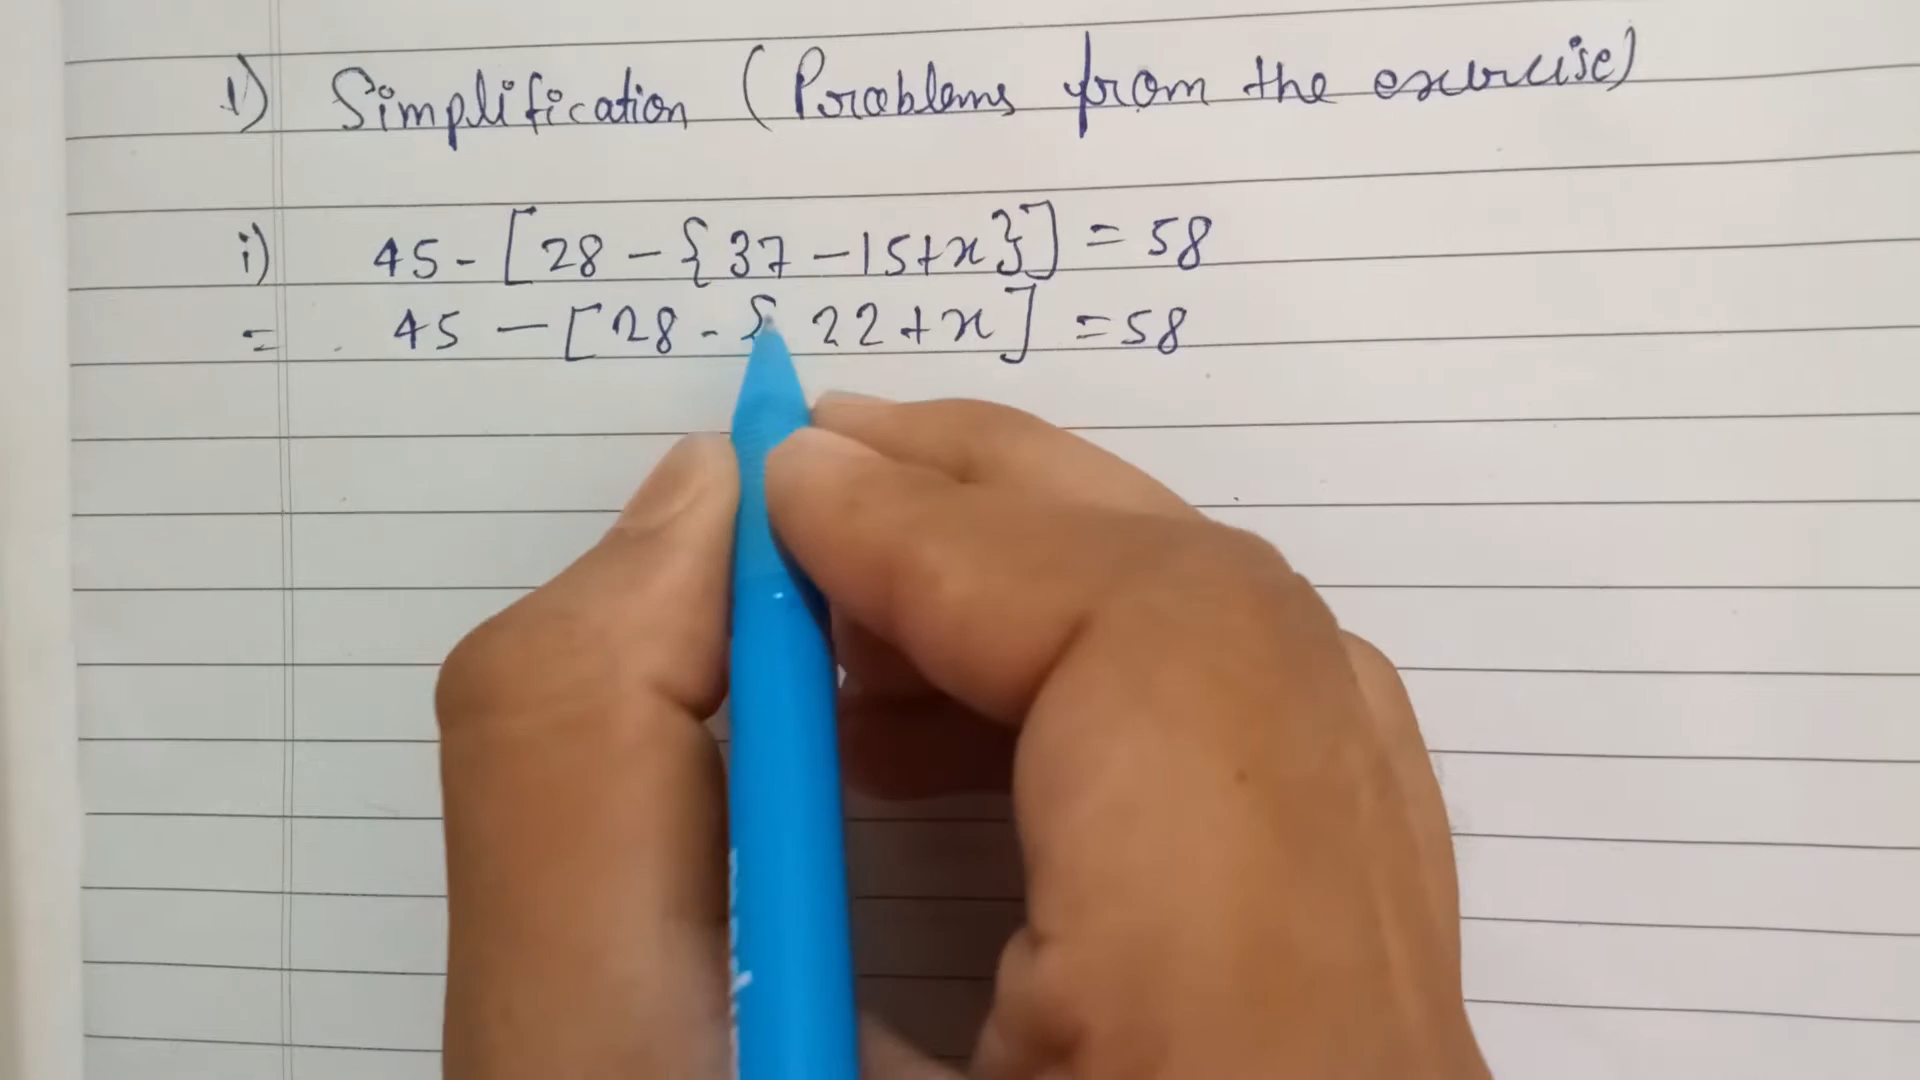 1) Simplification (Problems from the exercise)
i) 45 - [28 - {37 - 15 + x}] = 58
= 45 - [28 - { 22 + x] = 58